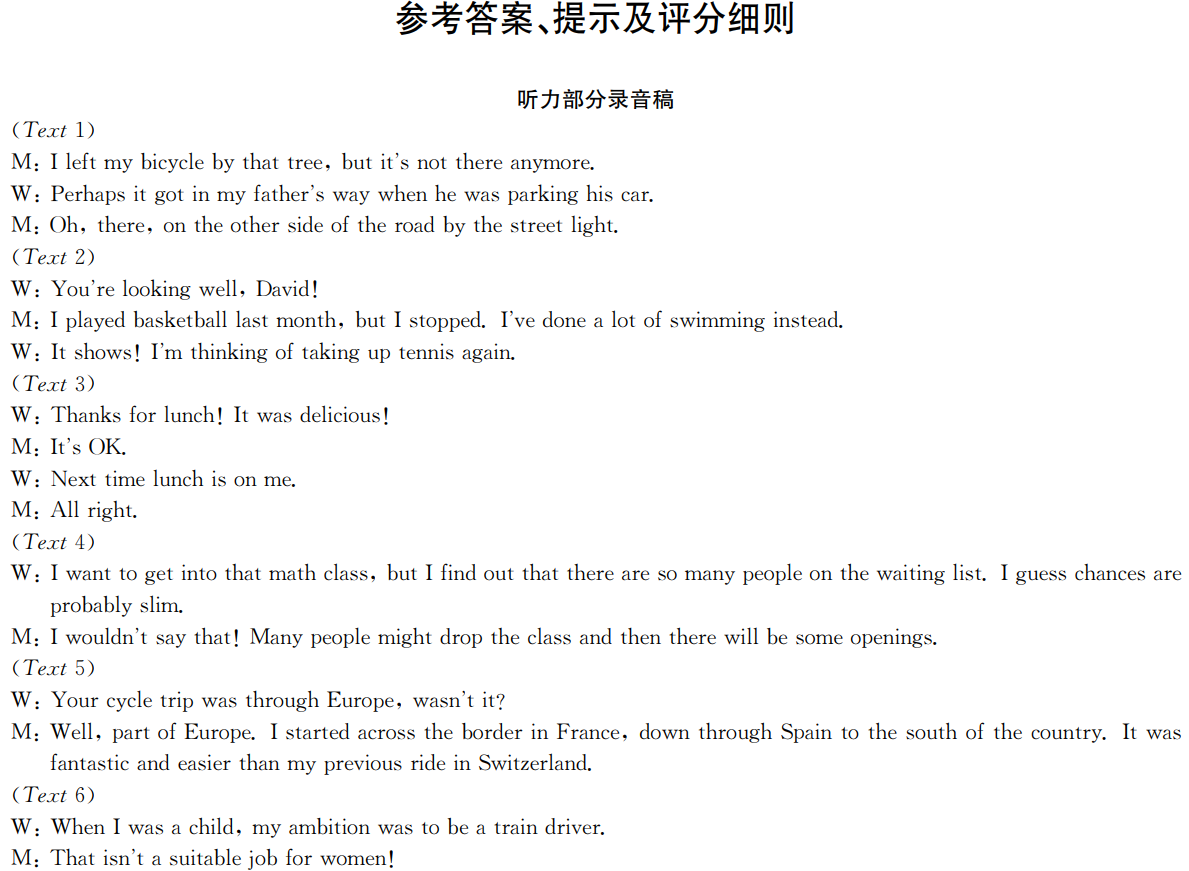 参考答案、提示及评分细则
听力部分录音稿
(Text 1)
M: I left my bicycle by that tree, but it's not there anymore.
W: Perhaps it got in my father's way when he was parking his car.
M: Oh, there, on the other side of the road by the street light.
(Text 2)
W: You're looking well, David!
M: I played basketball last month, but I stopped. I've done a lot of swimming instead.
W: It shows! I'm thinking of taking up tennis again.
(Text 3)
W: Thanks for lunch! It was delicious!
M: It's OK.
W: Next time lunch is on me.
M: All right.
(Text 4)
W: I want to get into that math class, but I find out that there are so many people on the waiting list. I guess chances are
probably slim.
M: I wouldn't say that! Many people might drop the class and then there will be some openings.
(Text 5)
W: Your cycle trip was through Europe, wasn't it?
M: Well, part of Europe. I started across the border in France, down through Spain to the south of the country. It was
fantastic and easier than my previous ride in Switzerland.
(Text 6)
W: When I was a child, my ambition was to be a train driver.
M: That isn't a suitable job for women!